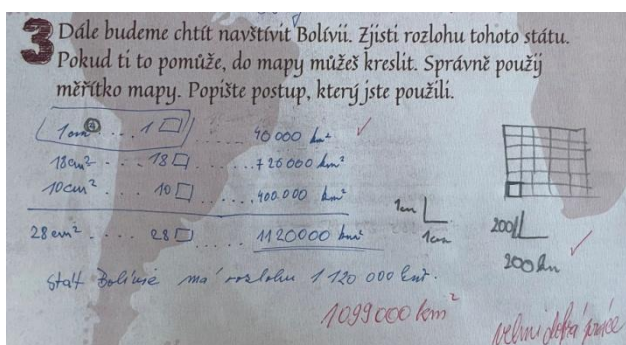 3 Dále budeme chtít navštívit Bolívii. Zjisti rozlohu tohoto státu.
Pokud ti to pomůže, do mapy můžeš kreslit. Správně použij
měřítko mapy. Popište postup, který jste použili.
1cm² ... 1 □ ... 40 000 km² ✓
18cm² ... 18 □ ... 720 000 km²
10cm² ... 10 □ ... 400.000 km²
28cm² ... 28 □ ... 1120000 km²
1cm
1cm
200
200km ✓
Stát Bolívie má rozlohu 1 120 000 km².
1099000 km²
velmi dobrá práce